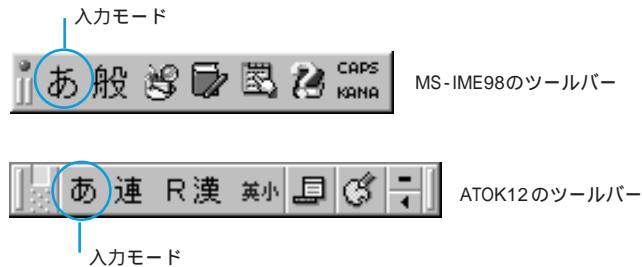 入力モード
あ般 CAPS
KANA
MS-IME98のツールバー
あ連 R漢 英小
ATOK12のツールバー
入力モード